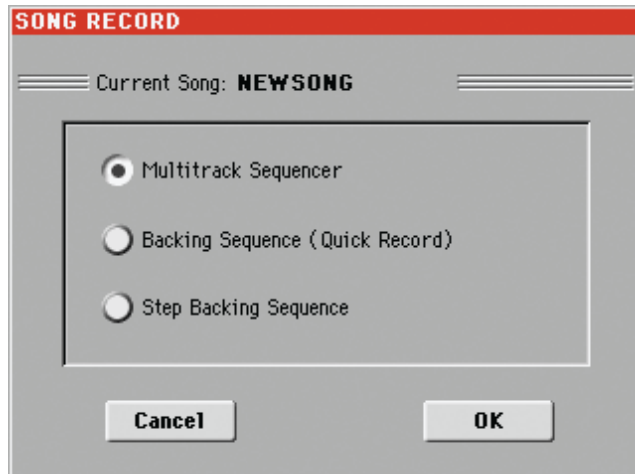 SONG RECORD
Current Song: NEWSONG
Multitrack Sequencer
Backing Sequence (Quick Record)
Step Backing Sequence
Cancel OK